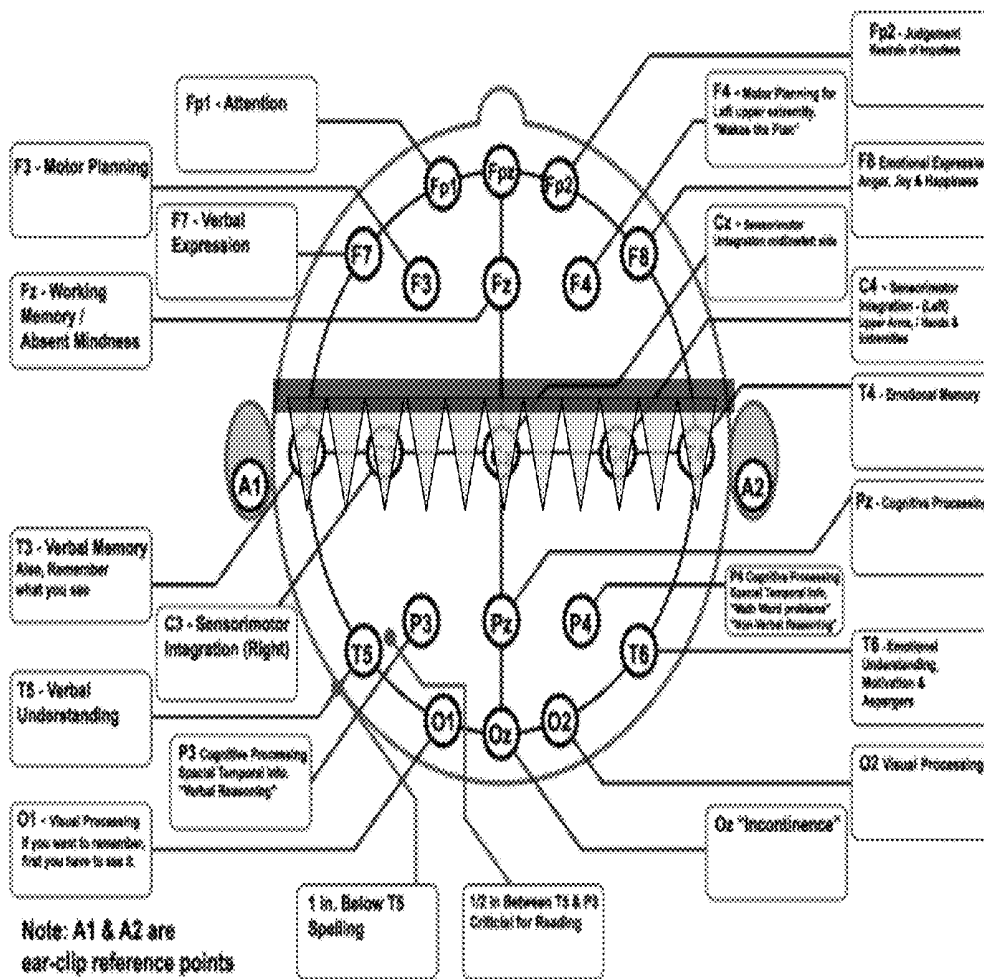 Fp1 - Attention
F3 - Motor Planning
F7 - Verbal
Expression
Fz - Working
Memory /
Absent Mindness
Fp2 - Judgement
Restrain of Impulses
F4 - Motor Planning for
Left upper extremity,
"Makes the Plan"
F8 Emotional Expression
Anger, Joy & Happiness
Cz - Sensorimotor
Integration
side
C4 - Sensorimotor
Integration - (Left)
Upper Arms, / Hands &
Extremities
T4 - Emotional Memory
Pz - Cognitive Processing
P4 Cognitive Processing
Special Temporal Info.
"Math Word problems"
"Non-Verbal Reasoning"
T6 - Emotional
Understanding,
Motivation &
Aspergers
O2 Visual Processing
Oz "Incontinence"
T3 - Verbal Memory
Also, Remember
what you see
C3 - Sensorimotor
Integration (Right)
T5 - Verbal
Understanding
P3 Cognitive Processing
Special Temporal Info.
"Verbal Reasoning"
O1 - Visual Processing
If you want to remember,
first you have to see it.
1 in. Below T5
Spelling
1/2 in Between T5 & P3
Critical for Reading
Note: A1 & A2 are
ear-clip reference points
Fp1
Fpz
Fp2
F7
F3
Fz
F4
F8
A1
A2
T5
P3
Pz
P4
T6
O1
Oz
O2